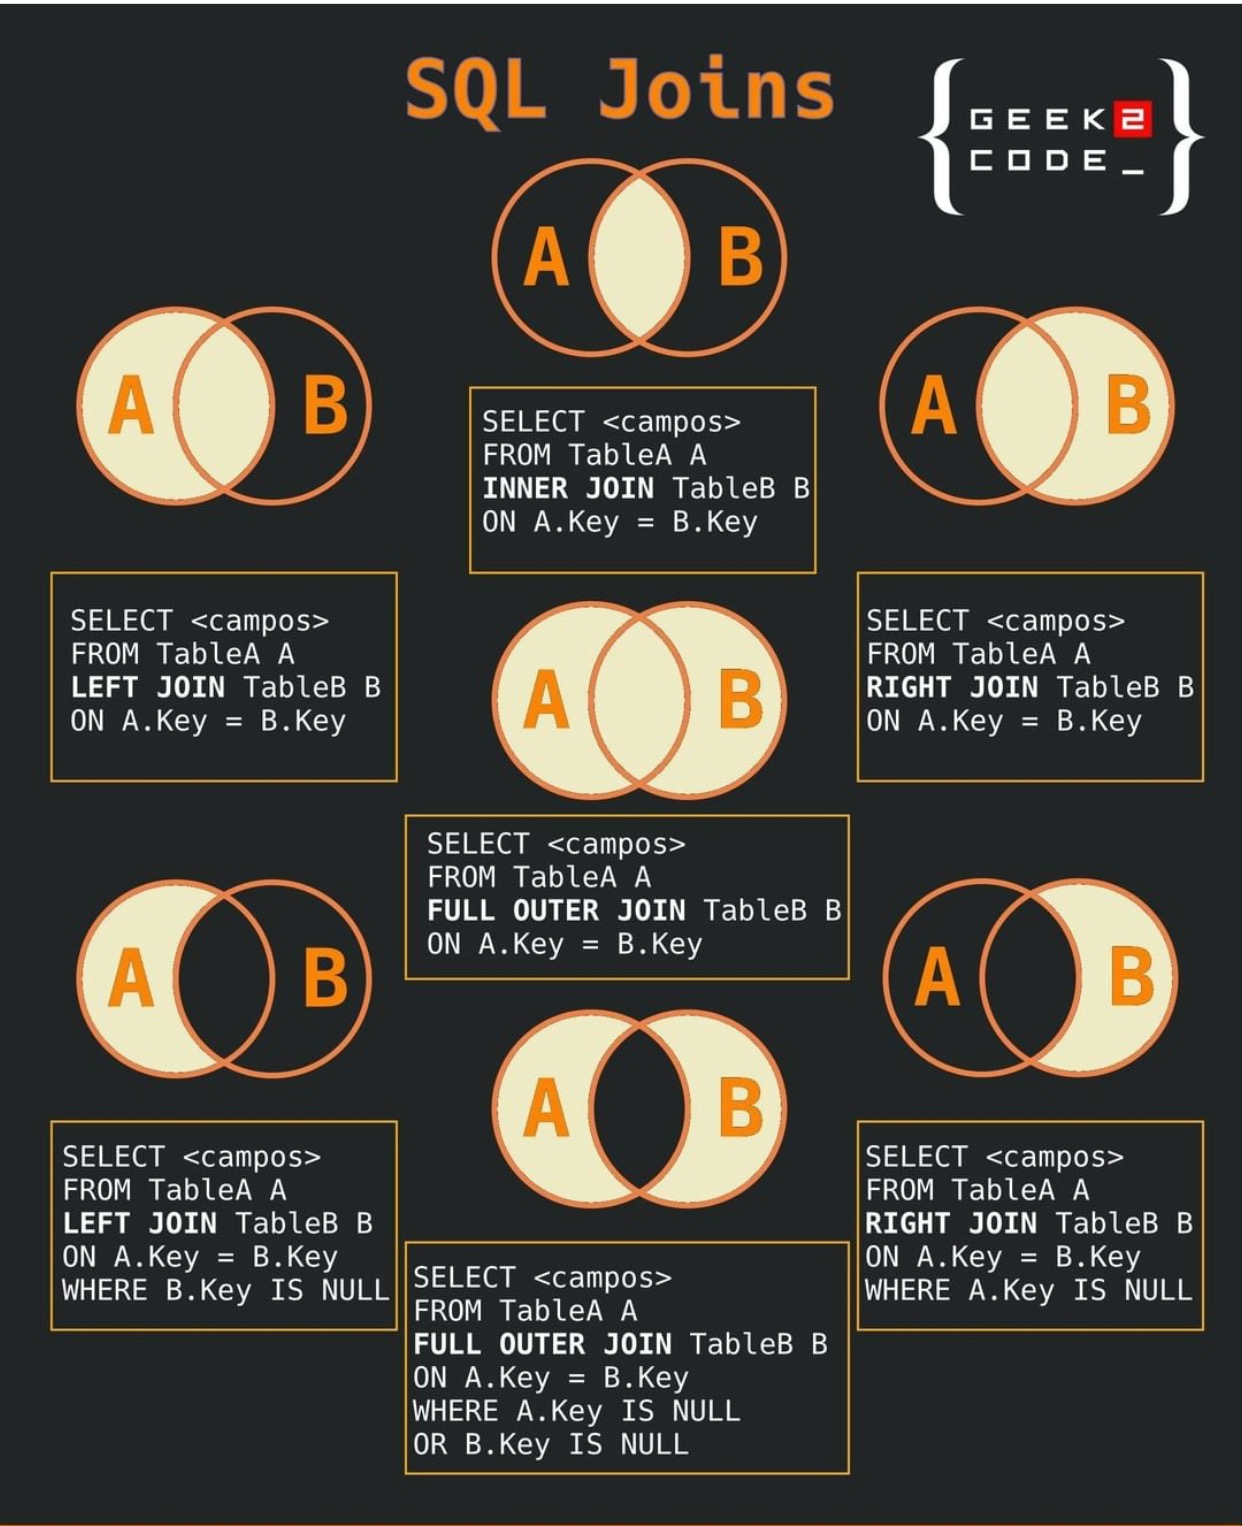 SQL Joins
GEEK2
CODE_
A B
SELECT <campos>
FROM TableA A
INNER JOIN TableB B
ON A.Key = B.Key
A B
SELECT <campos>
FROM TableA A
LEFT JOIN TableB B
ON A.Key = B.Key
A B
SELECT <campos>
FROM TableA A
RIGHT JOIN TableB B
ON A.Key = B.Key
A B
SELECT <campos>
FROM TableA A
FULL OUTER JOIN TableB B
ON A.Key = B.Key
A B
SELECT <campos>
FROM TableA A
LEFT JOIN TableB B
ON A.Key = B.Key
WHERE B.Key IS NULL
A B
SELECT <campos>
FROM TableA A
FULL OUTER JOIN TableB B
ON A.Key = B.Key
WHERE A.Key IS NULL
OR B.Key IS NULL
A B
SELECT <campos>
FROM TableA A
RIGHT JOIN TableB B
ON A.Key = B.Key
WHERE A.Key IS NULL